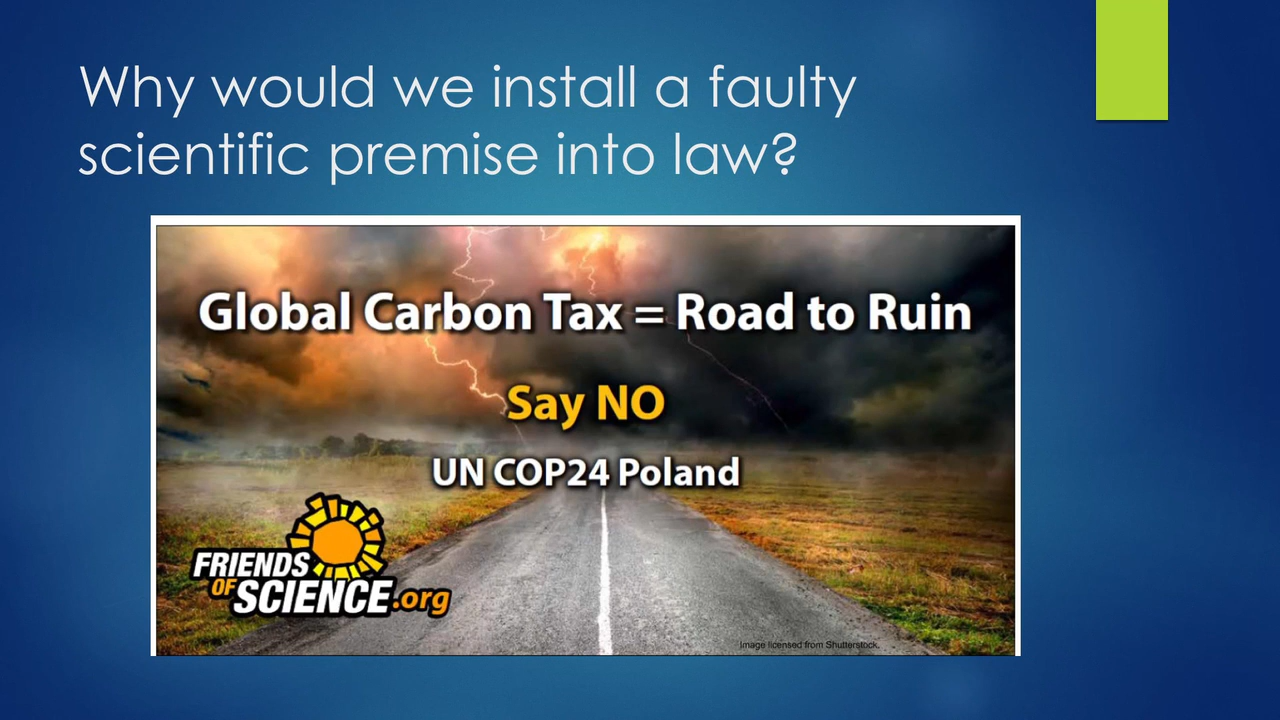 Why would we install a faulty
scientific premise into law?
Global Carbon Tax = Road to Ruin
Say NO
UN COP24 Poland
FRIENDS
OF
SCIENCE.org
Image licensed from Shutterstock.